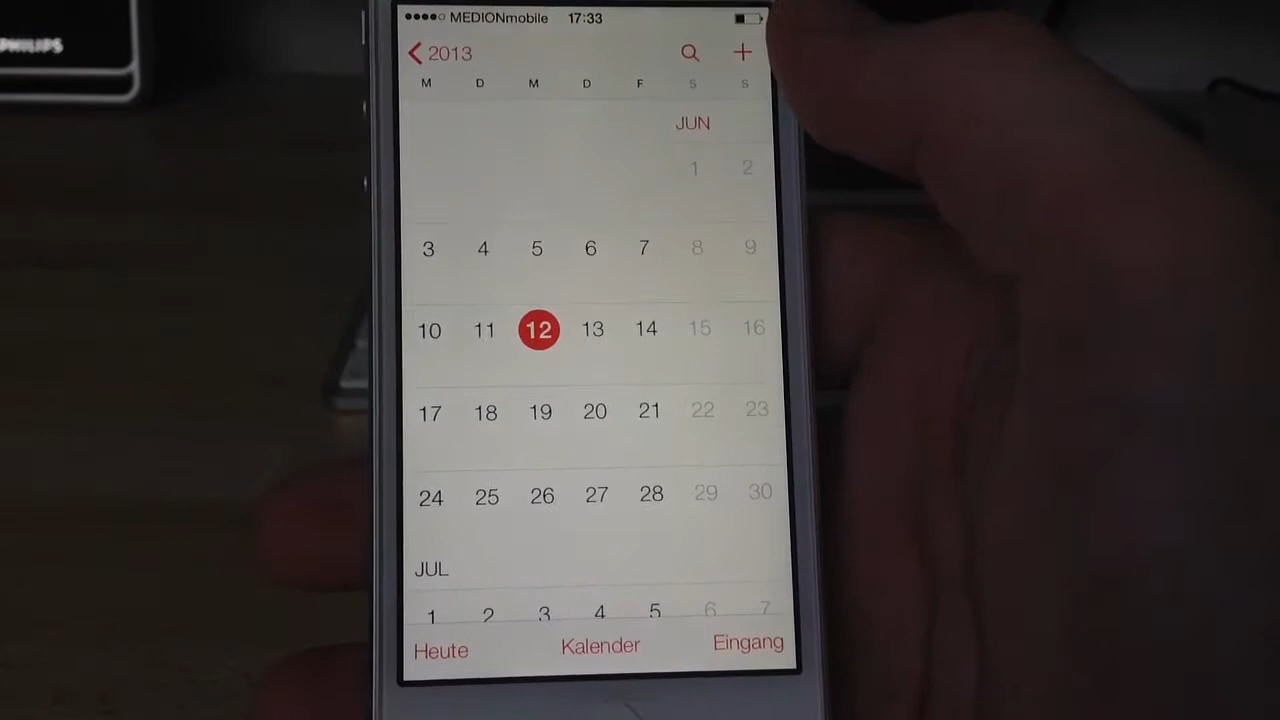 PHILIPS
MEDIONmobile 17:33
2013
M D M D F S S
JUN
1 2
3 4 5 6 7 8 9
10 11 12 13 14 15 16
17 18 19 20 21 22 23
24 25 26 27 28 29 30
JUL
1 2 3 4 5 6 7
Heute Kalender Eingang